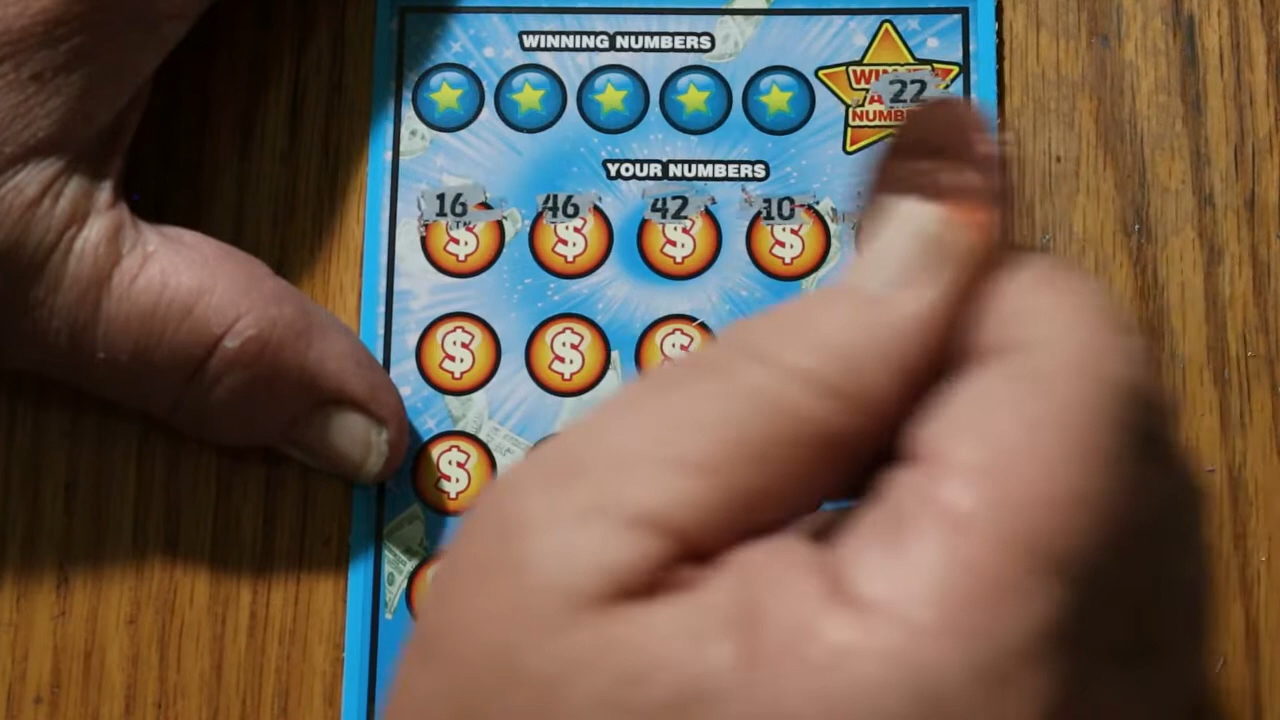 WINNING NUMBERS
22
YOUR NUMBERS
16 46 42 10
$ $ $ $
$ $ $
$